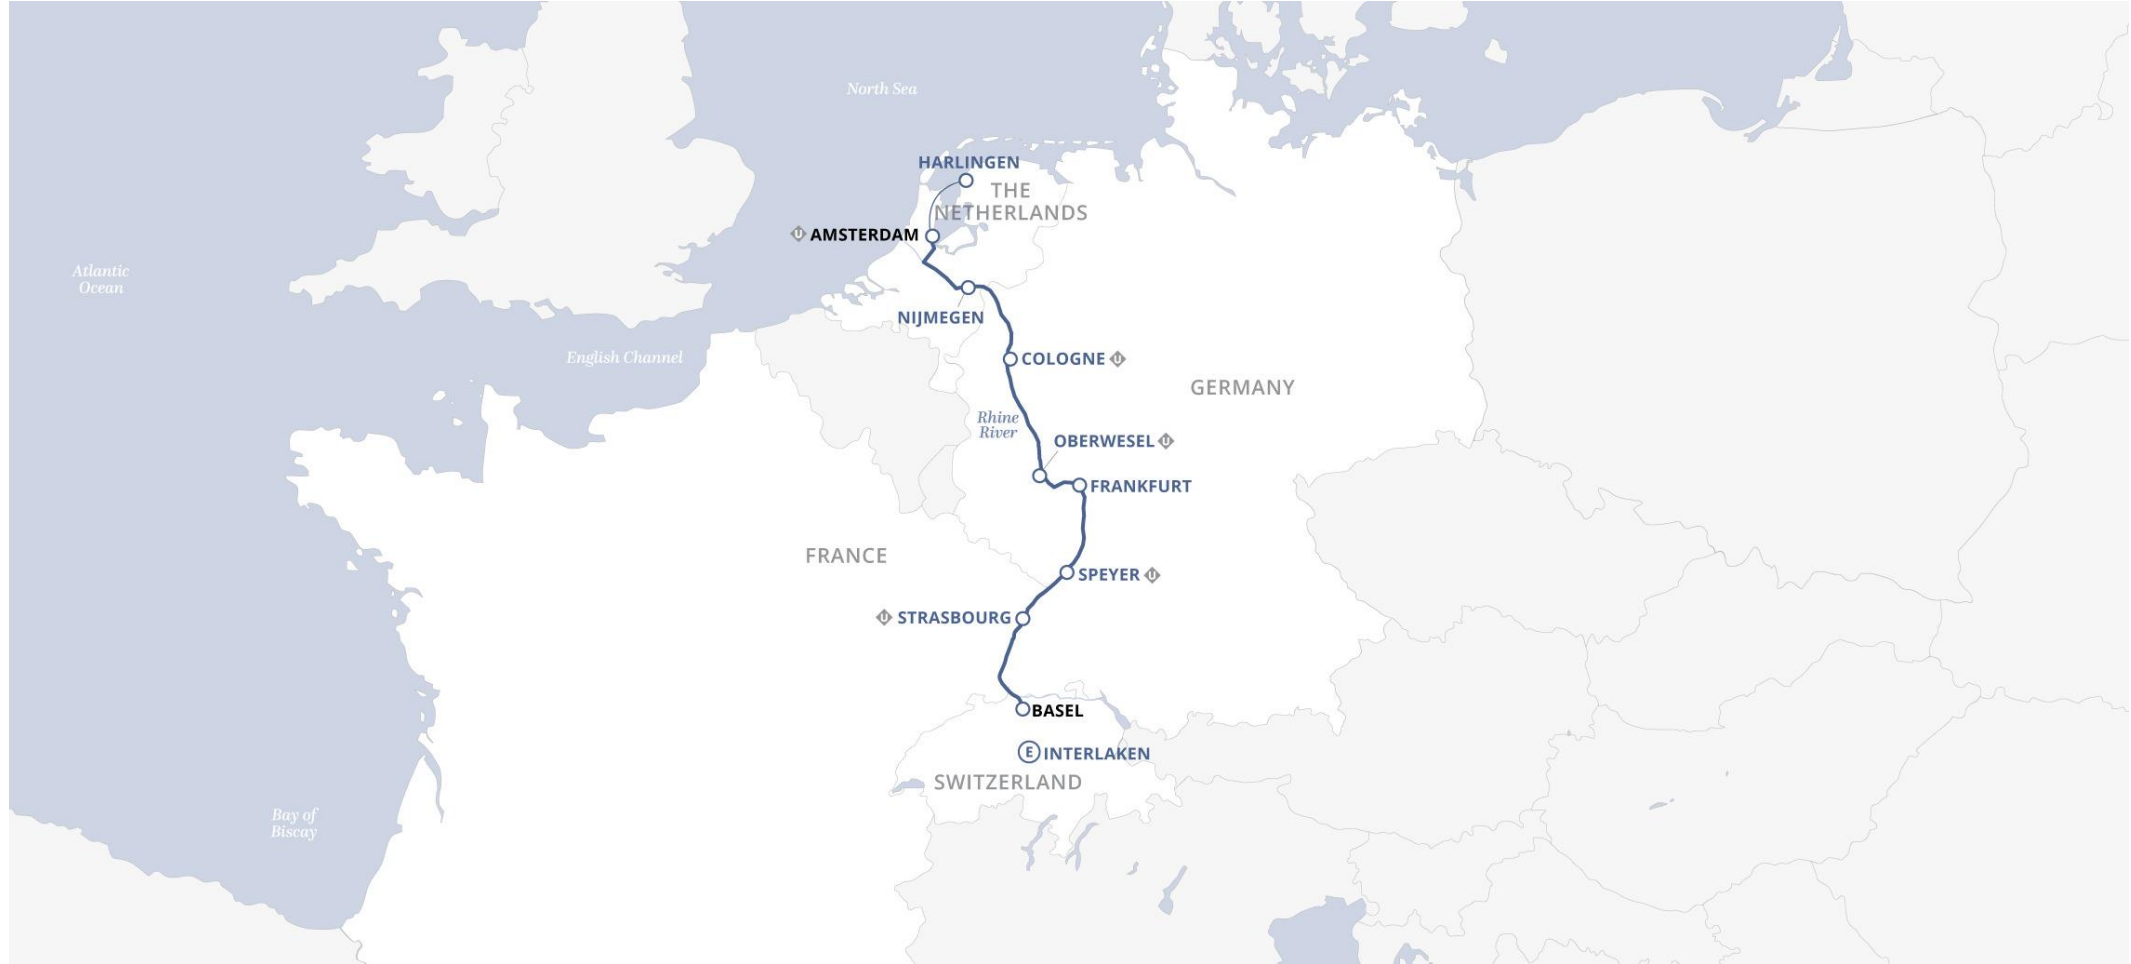 North Sea
HARLINGEN
THE
NETHERLANDS
U AMSTERDAM
Atlantic
Ocean
NIJMEGEN
English Channel
COLOGNE U
GERMANY
Rhine
River
OBERWESEL U
FRANKFURT
FRANCE
SPEYER U
U STRASBOURG
BASEL
E INTERLAKEN
SWITZERLAND
Bay of
Biscay